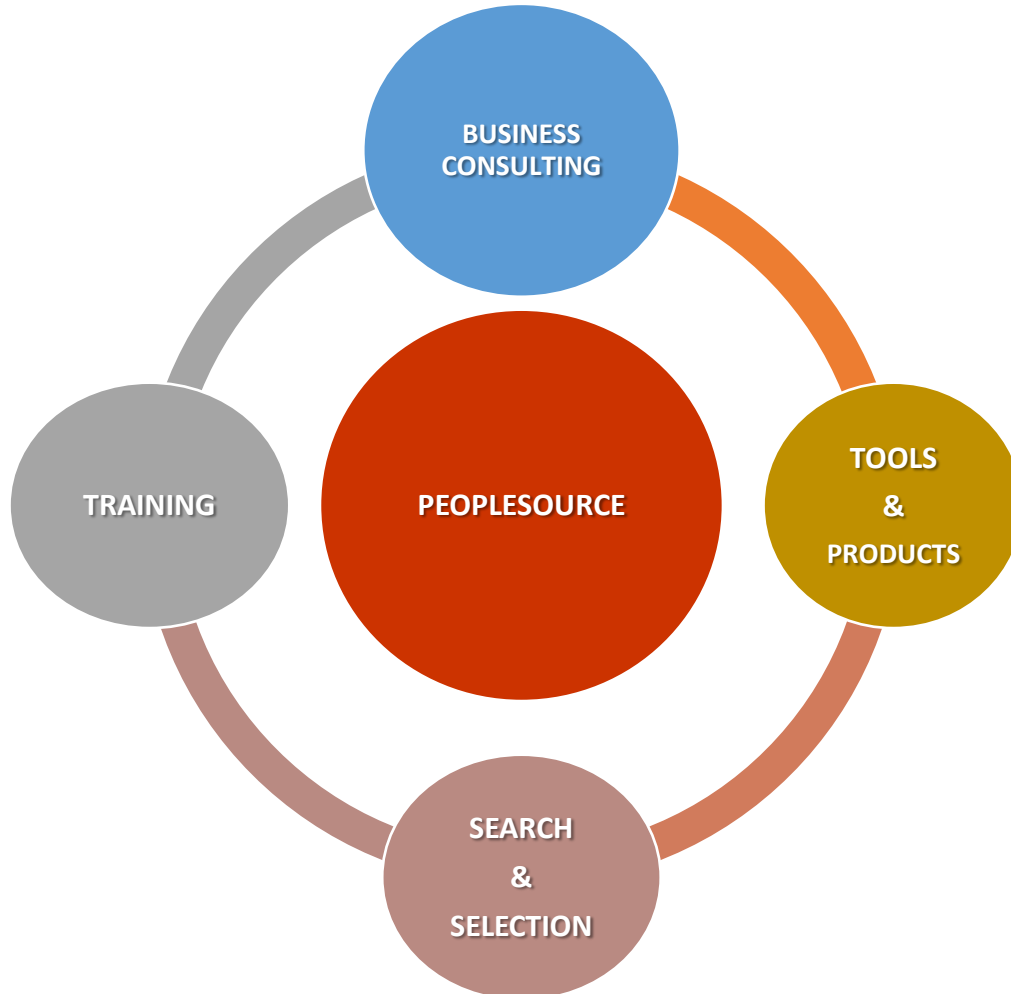 BUSINESS
CONSULTING
TRAINING
PEOPLESOURCE
TOOLS
&
PRODUCTS
SEARCH
&
SELECTION